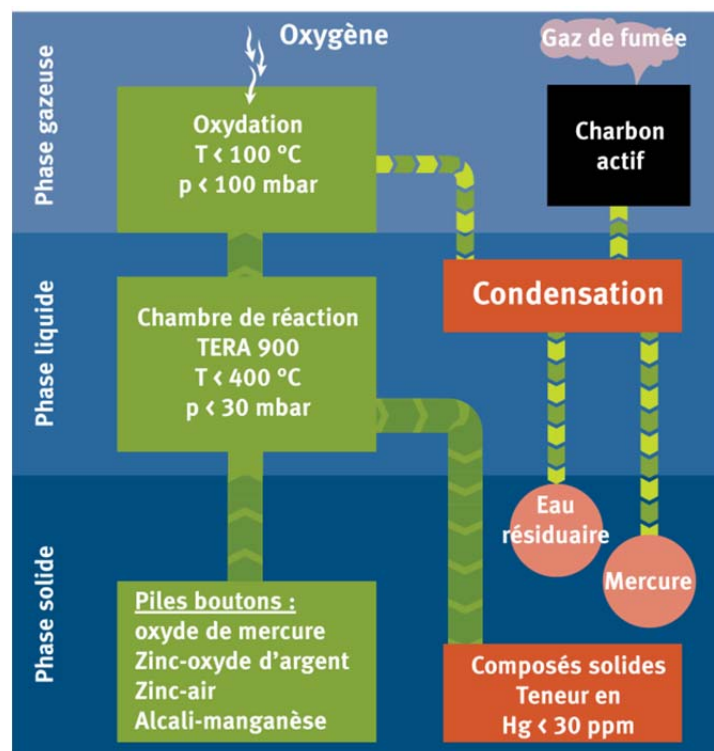 Phase gazeuse
Oxygène
Gaz de fumée
Oxydation
T < 100 °C
p < 100 mbar
Charbon
actif
Phase liquide
Chambre de réaction
TERA 900
T < 400 °C
p < 30 mbar
Condensation
Phase solide
Eau
résiduaire
Mercure
Piles boutons :
oxyde de mercure
Zinc-oxyde d'argent
Zinc-air
Alcali-manganèse
Composés solides
Teneur en
Hg < 30 ppm